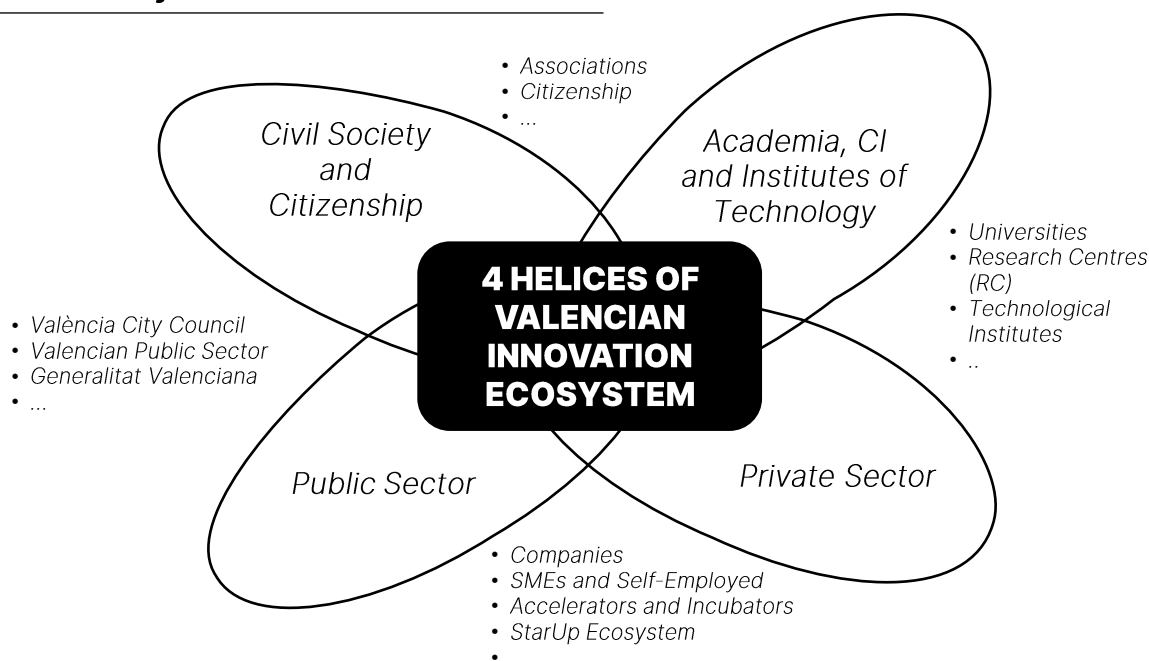 • Associations
• Citizenship
• ...
Civil Society
and
Citizenship
Academia, CI
and Institutes of
Technology
• Universities
• Research Centres
(RC)
• Technological
Institutes
• ..
4 HELICES OF
VALENCIAN
INNOVATION
ECOSYSTEM
• València City Council
• Valencian Public Sector
• Generalitat Valenciana
• ...
Public Sector
Private Sector
• Companies
• SMEs and Self-Employed
• Accelerators and Incubators
• StarUp Ecosystem
•